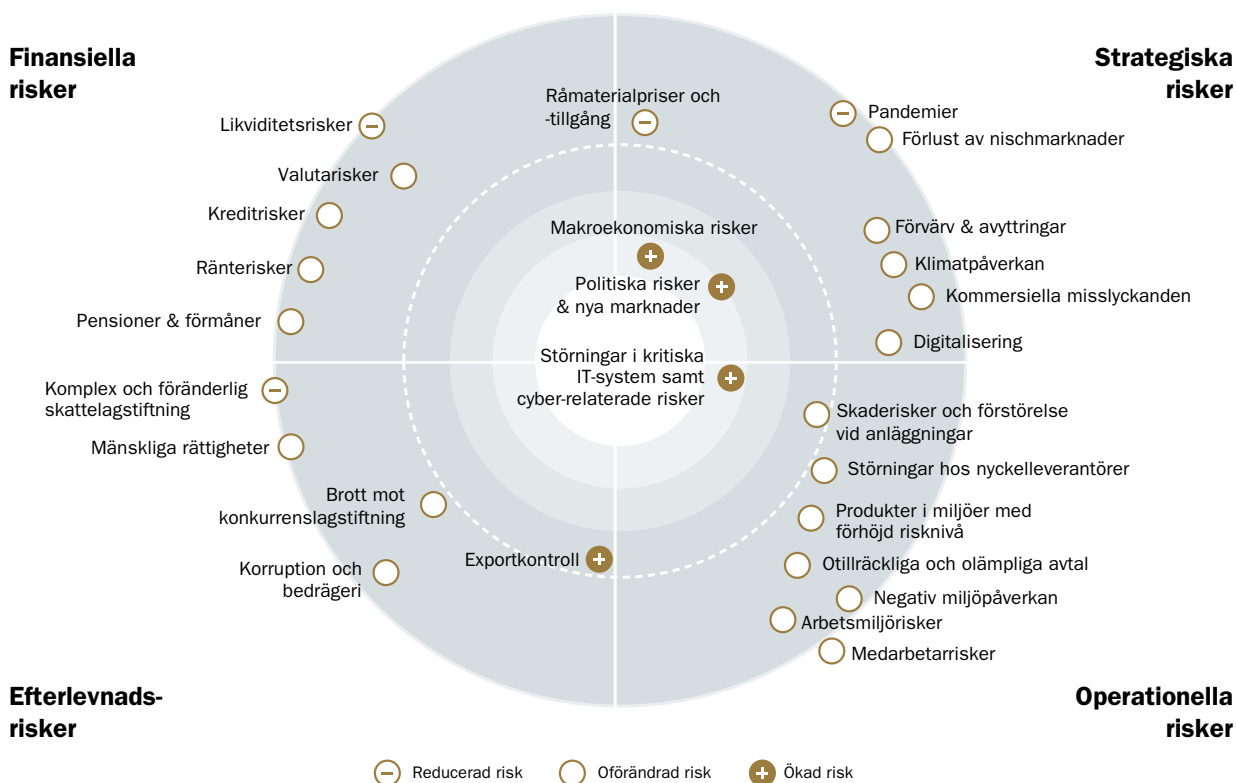 Finansiella
risker
Strategiska
risker
Råmaterialpriser och
-tillgång
Likviditetsrisker
Valutarisker
Kreditrisker
Ränterisker
Pensioner & förmåner
Pandemier
Förlust av nischmarknader
Förvärv & avyttringar
Klimatpåverkan
Kommersiella misslyckanden
Digitalisering
Makroekonomiska risker
Politiska risker
& nya marknader
Störningar i kritiska
IT-system samt
cyber-relaterade risker
Komplex och föränderlig
skattelagstiftning
Mänskliga rättigheter
Brott mot
konkurrenslagstiftning
Korruption och
bedrägeri
Exportkontroll
Skaderisker och förstörelse
vid anläggningar
Störningar hos nyckelleverantörer
Produkter i miljöer med
förhöjd risknivå
Otillräckliga och olämpliga avtal
Negativ miljöpåverkan
Arbetsmiljörisker
Medarbetarrisker
Efterlevnads-
risker
Operationella
risker
Reducerad risk
Oförändrad risk
Ökad risk